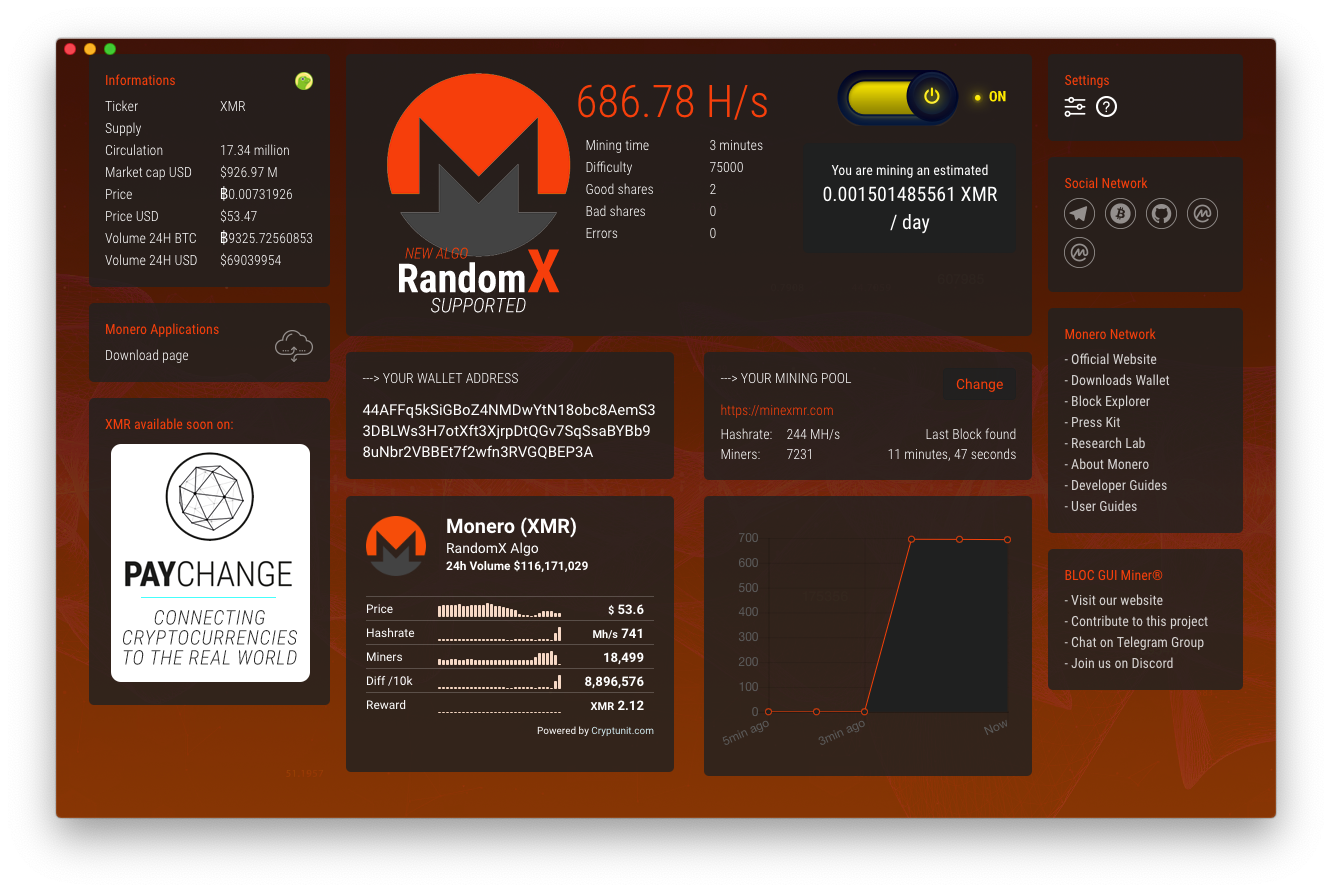 Informations
Ticker XMR
Supply
Circulation 17.34 million
Market cap USD $926.97 M
Price ฿0.00731926
Price USD $53.47
Volume 24H BTC ฿9325.72560853
Volume 24H USD $69039954
Monero Applications
Download page
XMR available soon on:
PAYCHANGE
CONNECTING
CRYPTOCURRENCIES
TO THE REAL WORLD
NEW ALGO
RandomX
SUPPORTED
686.78 H/s
Mining time 3 minutes
Difficulty 75000
Good shares 2
Bad shares 0
Errors 0
ON
You are mining an estimated
0.001501485561 XMR
/ day
---> YOUR WALLET ADDRESS
44AFFq5kSiGBoZ4NMDwYtN18obc8AemS3
3DBLWs3H7otXft3XjrpDtQGv7SqSsaBYBb9
8uNbr2VBBEt7f2wfn3RVGQBEP3A
---> YOUR MINING POOL
Change
https://minexmr.com
Hashrate: 244 MH/s Last Block found
Miners: 7231 11 minutes, 47 seconds
Monero (XMR)
RandomX Algo
24h Volume $116,171,029
Price $ 53.6
Hashrate Mh/s 741
Miners 18,499
Diff /10k 8,896,576
Reward XMR 2.12
Powered by Cryptunit.com
700
600
500
400
300
200
100
0
5min ago 3min ago Now
Settings
Social Network
Monero Network
- Official Website
- Downloads Wallet
- Block Explorer
- Press Kit
- Research Lab
- About Monero
- Developer Guides
- User Guides
BLOC GUI Miner®
- Visit our website
- Contribute to this project
- Chat on Telegram Group
- Join us on Discord